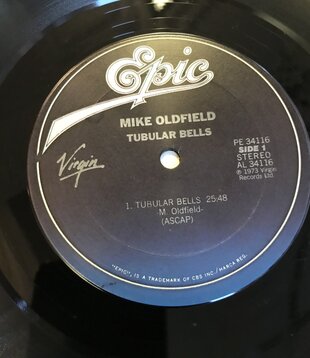 Epic
MIKE OLDFIELD
TUBULAR BELLS
Virgin
PE 34116
SIDE 1
STEREO
AL 34116
℗ 1973 Virgin
Records Ltd.
1. TUBULAR BELLS 25:48
-M. Oldfield-
(ASCAP)
"EPIC", IS A TRADEMARK OF CBS INC./MARCA REG.